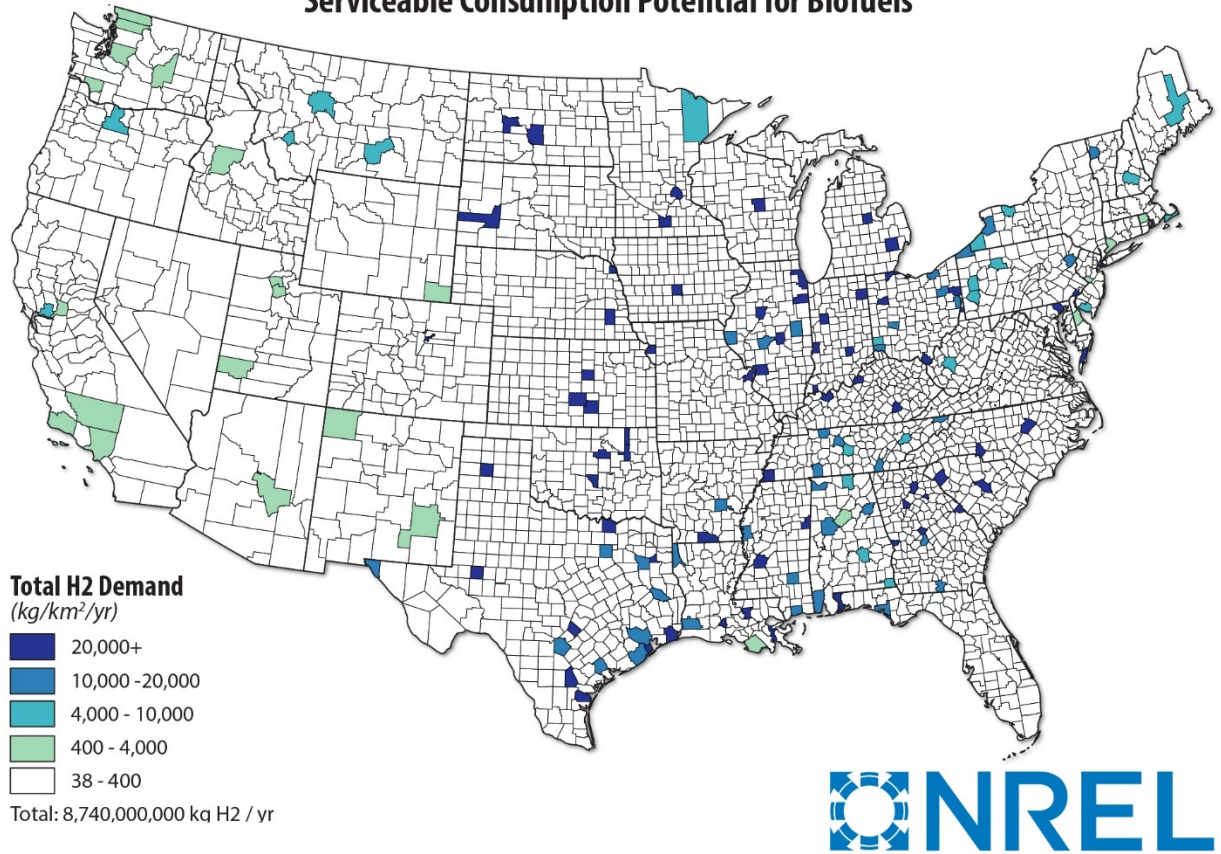 Serviceable Consumption Potential for Biofuels
Total H2 Demand
(kg/km²/yr)
20,000+
10,000 -20,000
4,000 - 10,000
400 - 4,000
38 - 400
Total: 8,740,000,000 kg H2 / yr
NREL